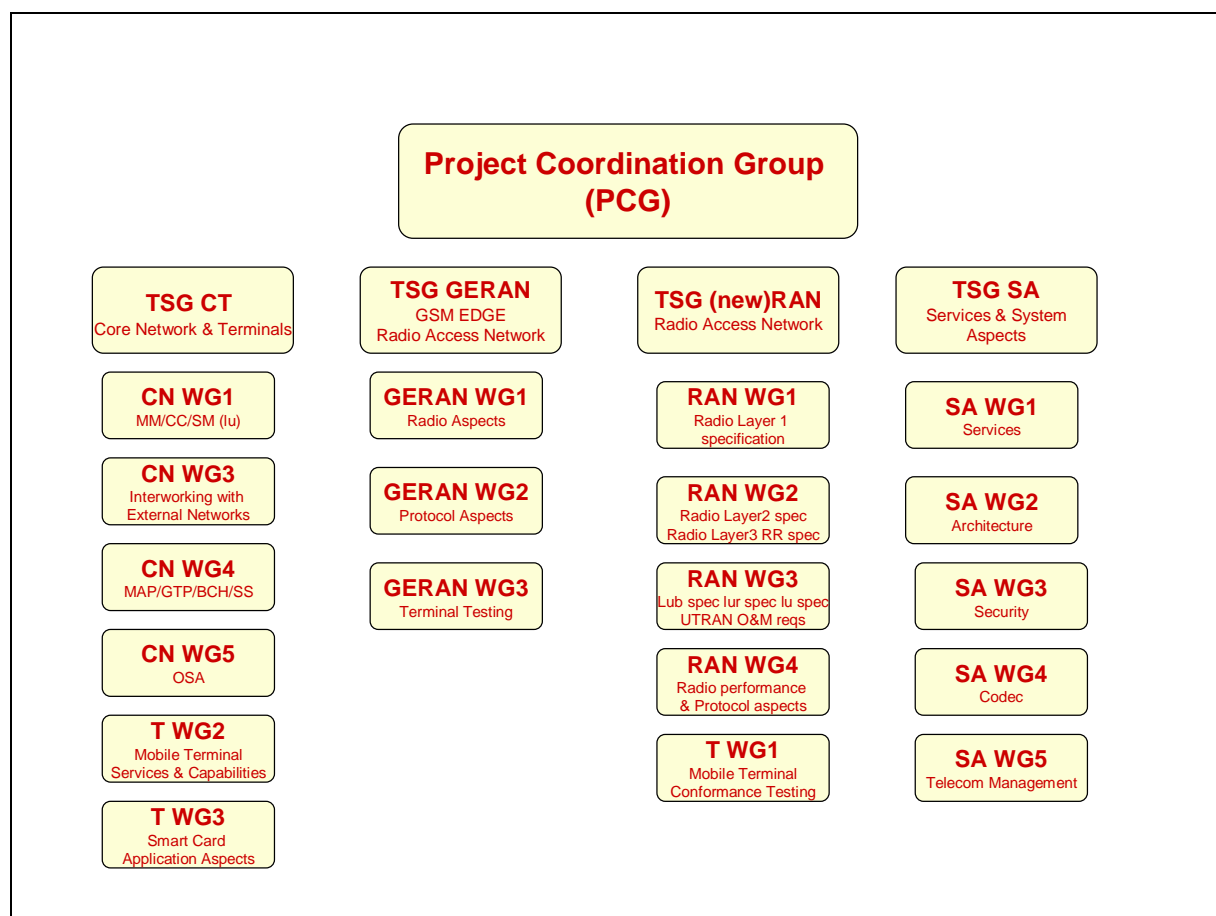 Project Coordination Group
(PCG)
TSG CT
Core Network & Terminals
CN WG1
MM/CC/SM (lu)
CN WG3
Interworking with
External Networks
CN WG4
MAP/GTP/BCH/SS
CN WG5
OSA
T WG2
Mobile Terminal
Services & Capabilities
T WG3
Smart Card
Application Aspects
TSG GERAN
GSM EDGE
Radio Access Network
GERAN WG1
Radio Aspects
GERAN WG2
Protocol Aspects
GERAN WG3
Terminal Testing
TSG (new)RAN
Radio Access Network
RAN WG1
Radio Layer 1
specification
RAN WG2
Radio Layer2 spec
Radio Layer3 RR spec
RAN WG3
Lub spec lur spec lu spec
UTRAN O&M reqs
RAN WG4
Radio performance
& Protocol aspects
T WG1
Mobile Terminal
Conformance Testing
TSG SA
Services & System
Aspects
SA WG1
Services
SA WG2
Architecture
SA WG3
Security
SA WG4
Codec
SA WG5
Telecom Management